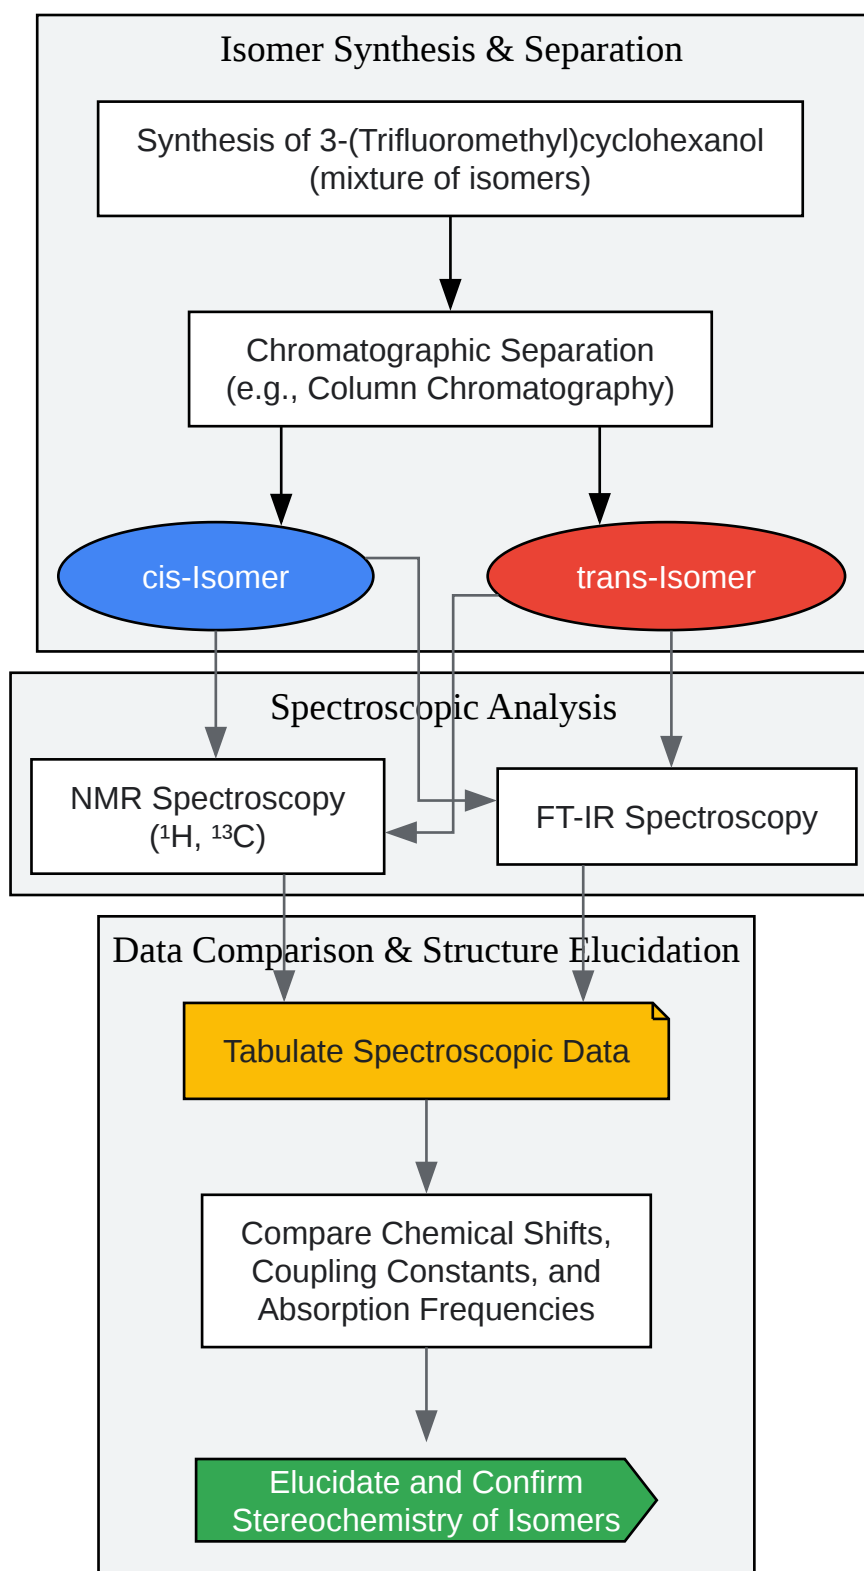 Isomer Synthesis & Separation
Synthesis of 3-(Trifluoromethyl)cyclohexanol
(mixture of isomers)
Chromatographic Separation
(e.g., Column Chromatography)
cis-Isomer
trans-Isomer
Spectroscopic Analysis
NMR Spectroscopy
(¹H, ¹³C)
FT-IR Spectroscopy
Data Comparison & Structure Elucidation
Tabulate Spectroscopic Data
Compare Chemical Shifts,
Coupling Constants, and
Absorption Frequencies
Elucidate and Confirm
Stereochemistry of Isomers